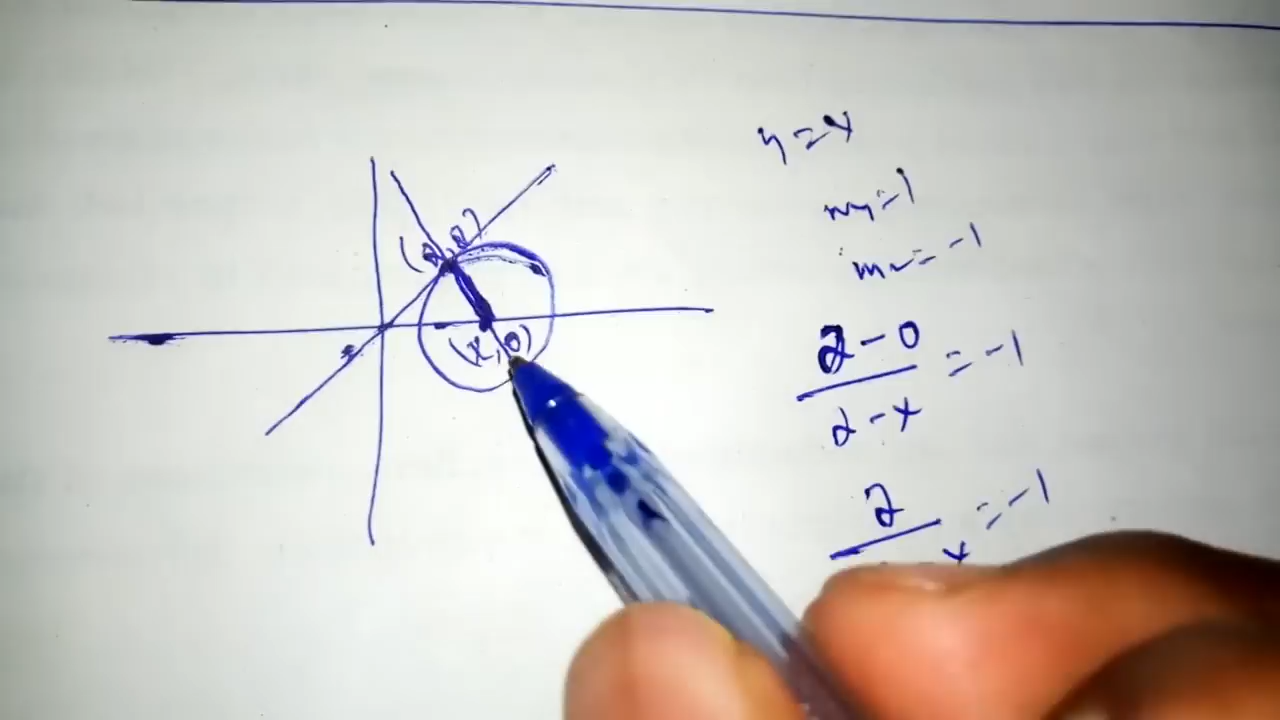 y=x
m₁=1
m₂=-1
(2,2)
(x,0)
2-0/2-x = -1
2/ x = -1